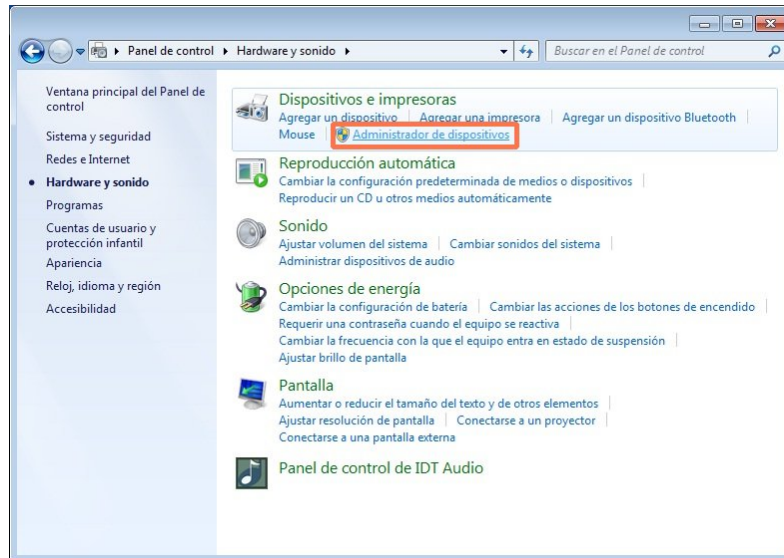 Panel de control Hardware y sonido
Buscar en el Panel de control
Ventana principal del Panel de
control
Sistema y seguridad
Redes e Internet
Hardware y sonido
Programas
Cuentas de usuario y
protección infantil
Apariencia
Reloj, idioma y región
Accesibilidad
Dispositivos e impresoras
Agregar un dispositivo Agregar una impresora Agregar un dispositivo Bluetooth
Mouse Administrador de dispositivos
Reproducción automática
Cambiar la configuración predeterminada de medios o dispositivos
Reproducir un CD u otros medios automáticamente
Sonido
Ajustar volumen del sistema Cambiar sonidos del sistema
Administrar dispositivos de audio
Opciones de energía
Cambiar la configuración de batería Cambiar las acciones de los botones de encendido
Requerir una contraseña cuando el equipo se reactiva
Cambiar la frecuencia con la que el equipo entra en estado de suspensión
Ajustar brillo de pantalla
Pantalla
Aumentar o reducir el tamaño del texto y de otros elementos
Ajustar resolución de pantalla Conectarse a un proyector
Conectarse a una pantalla externa
Panel de control de IDT Audio